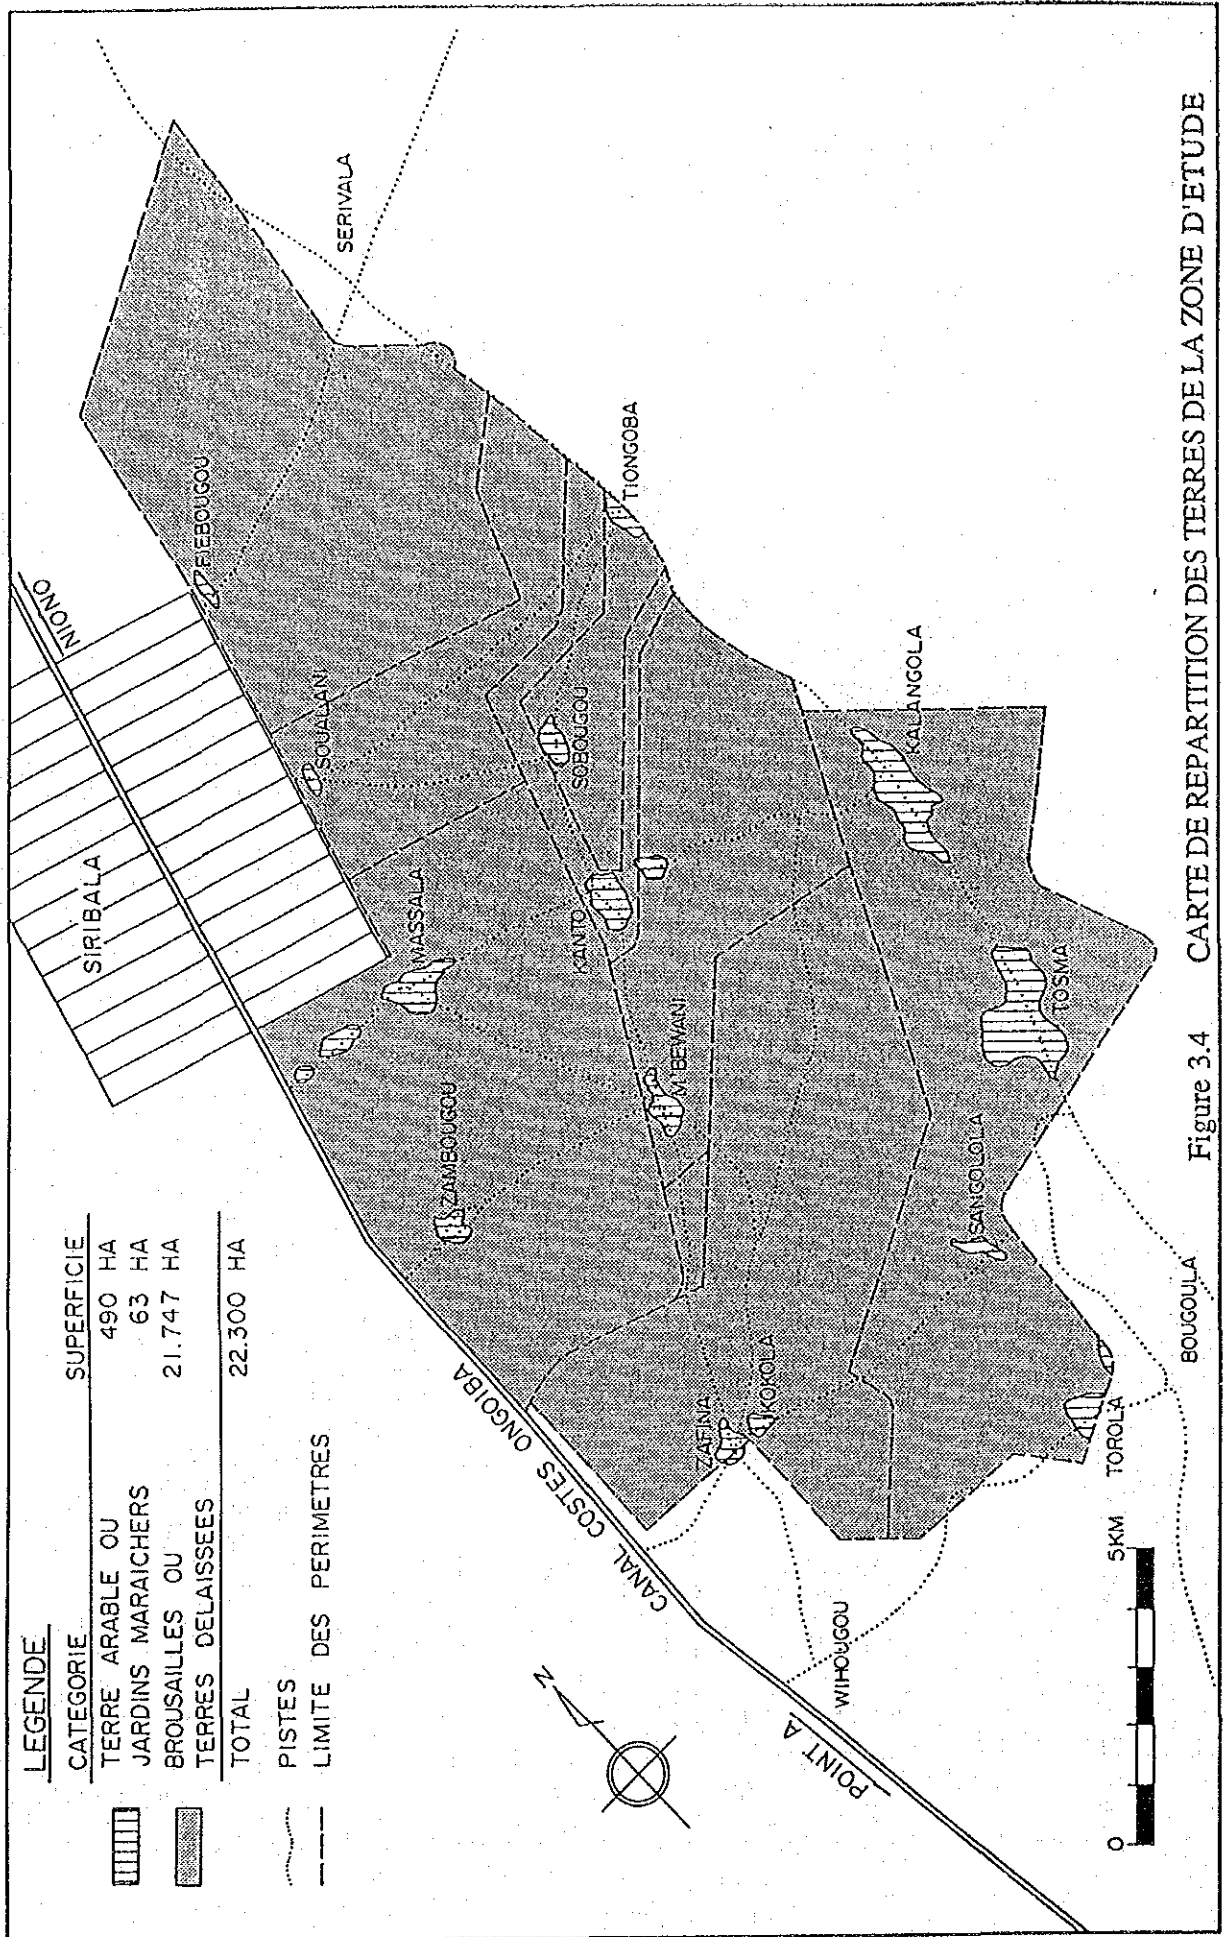 LEGENDE
CATEGORIE SUPERFICIE
TERRE ARABLE OU 490 HA
JARDINS MARAICHERS 63 HA
BROUSAILLES OU 21.747 HA
TERRES DELAISSEES
TOTAL 22.300 HA
PISTES
LIMITE DES PERIMETRES
N
NIONO
SIRIBALA
FIEBOUGOU
SERIVALA
SOUALANI
MASSALA
ZAMBOUGOU
TIONGOBA
SOBOUGOU
KANTO
M'BEWANI
CANAL COSTES ONGOIBA
ZAFINA
KOKOLA
KALANGOLA
TOSMA
SANGOLOLA
TOROLA
BOUGOULA
WIHOUGOU
POINT A
0 5KM
Figure 3.4 CARTE DE REPARTITION DES TERRES DE LA ZONE D'ETUDE